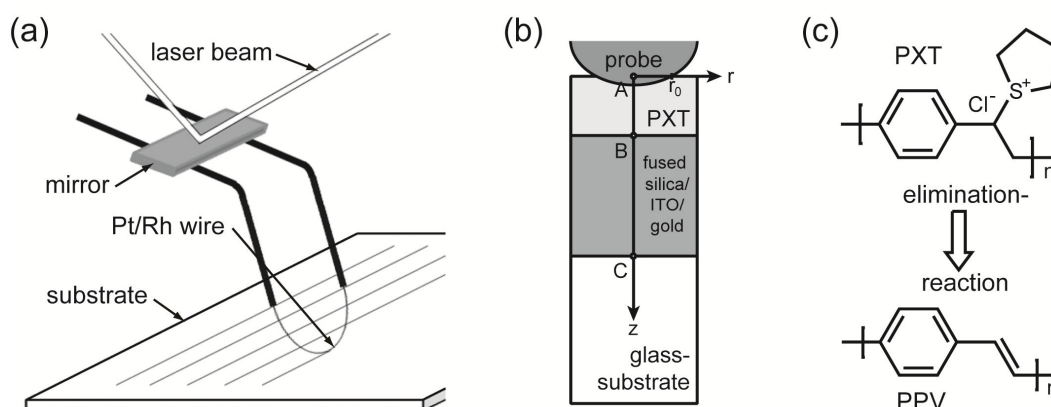 (a)
laser beam
mirror
Pt/Rh wire
substrate
(b)
probe
A
r₀
r
PXT
B
fused
silica/
ITO/
gold
C
z
glass-
substrate
(c)
PXT
Cl⁻
S⁺
n
elimination-
reaction
n
PPV